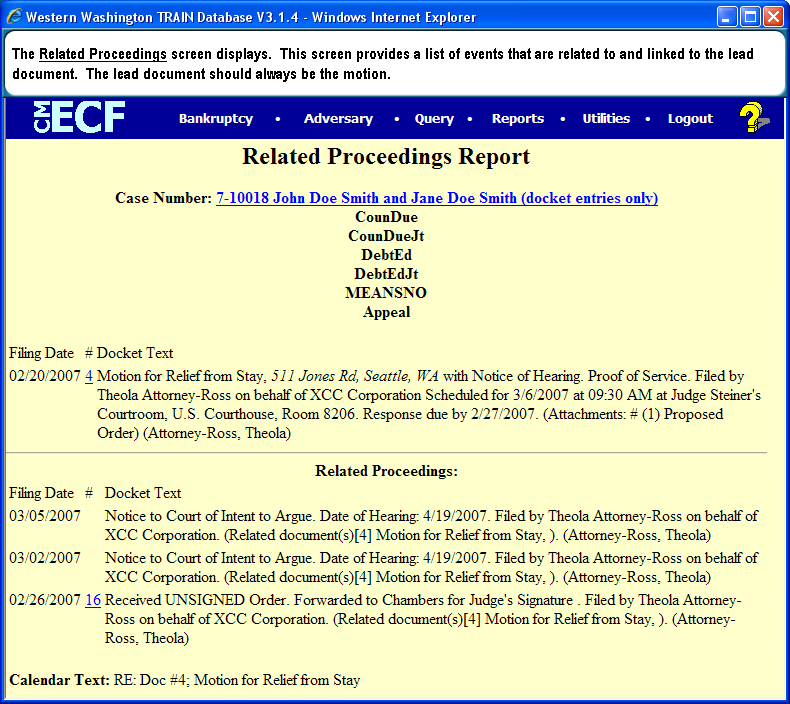 Western Washington TRAIN Database V3.1.4 - Windows Internet Explorer
The Related Proceedings screen displays. This screen provides a list of events that are related to and linked to the lead
document. The lead document should always be the motion.
CM ECF Bankruptcy • Adversary • Query • Reports • Utilities • Logout ?
Related Proceedings Report
Case Number: 7-10018 John Doe Smith and Jane Doe Smith (docket entries only)
CounDue
CounDueJt
DebtEd
DebtEdJt
MEANSNO
Appeal
Filing Date # Docket Text
02/20/2007 4 Motion for Relief from Stay, 511 Jones Rd, Seattle, WA with Notice of Hearing. Proof of Service. Filed by
Theola Attorney-Ross on behalf of XCC Corporation Scheduled for 3/6/2007 at 09:30 AM at Judge Steiner's
Courtroom, U.S. Courthouse, Room 8206. Response due by 2/27/2007. (Attachments: # (1) Proposed
Order) (Attorney-Ross, Theola)
Related Proceedings:
Filing Date # Docket Text
03/05/2007 Notice to Court of Intent to Argue. Date of Hearing: 4/19/2007. Filed by Theola Attorney-Ross on behalf of
XCC Corporation. (Related document(s)[4] Motion for Relief from Stay, ). (Attorney-Ross, Theola)
03/02/2007 Notice to Court of Intent to Argue. Date of Hearing: 4/19/2007. Filed by Theola Attorney-Ross on behalf of
XCC Corporation. (Related document(s)[4] Motion for Relief from Stay, ). (Attorney-Ross, Theola)
02/26/2007 16 Received UNSIGNED Order. Forwarded to Chambers for Judge's Signature . Filed by Theola Attorney-
Ross on behalf of XCC Corporation. (Related document(s)[4] Motion for Relief from Stay, ). (Attorney-
Ross, Theola)
Calendar Text: RE: Doc #4; Motion for Relief from Stay